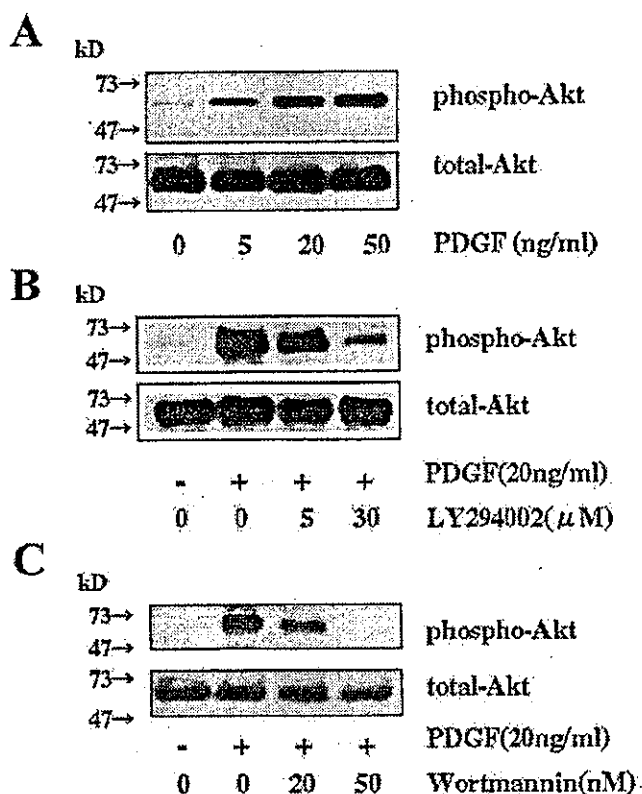 A
kD
73→
47→
phospho-Akt
73→
47→
total-Akt
0 5 20 50 PDGF (ng/ml)
B
kD
73→
47→
phospho-Akt
73→
47→
total-Akt
- + + + PDGF(20ng/ml)
0 0 5 30 LY294002(μM)
C
kD
73→
47→
phospho-Akt
73→
47→
total-Akt
- + + + PDGF(20ng/ml)
0 0 20 50 Wortmannin(nM)